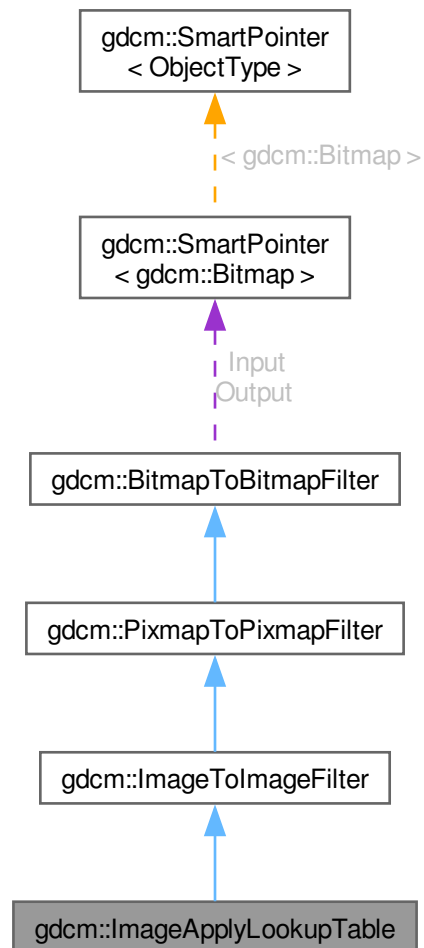 gdcm::SmartPointer
< ObjectType >
< gdcm::Bitmap >
gdcm::SmartPointer
< gdcm::Bitmap >
Input
Output
gdcm::BitmapToBitmapFilter
gdcm::PixmapToPixmapFilter
gdcm::ImageToImageFilter
gdcm::ImageApplyLookupTable